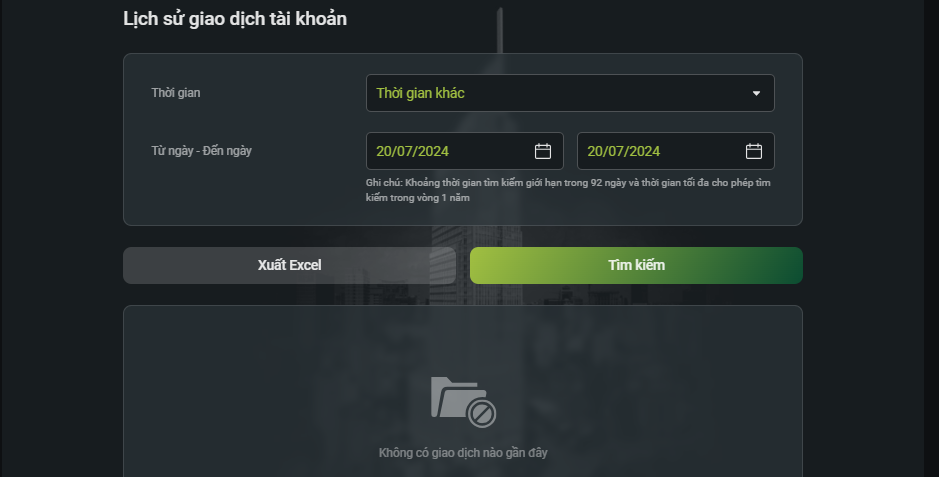 Lịch sử giao dịch tài khoản
Thời gian
Thời gian khác
Từ ngày - Đến ngày
20/07/2024
20/07/2024
Ghi chú: Khoảng thời gian tìm kiếm giới hạn trong 92 ngày và thời gian tối đa cho phép tìm
kiếm trong vòng 1 năm
Xuất Excel
Tìm kiếm
Không có giao dịch nào gần đây